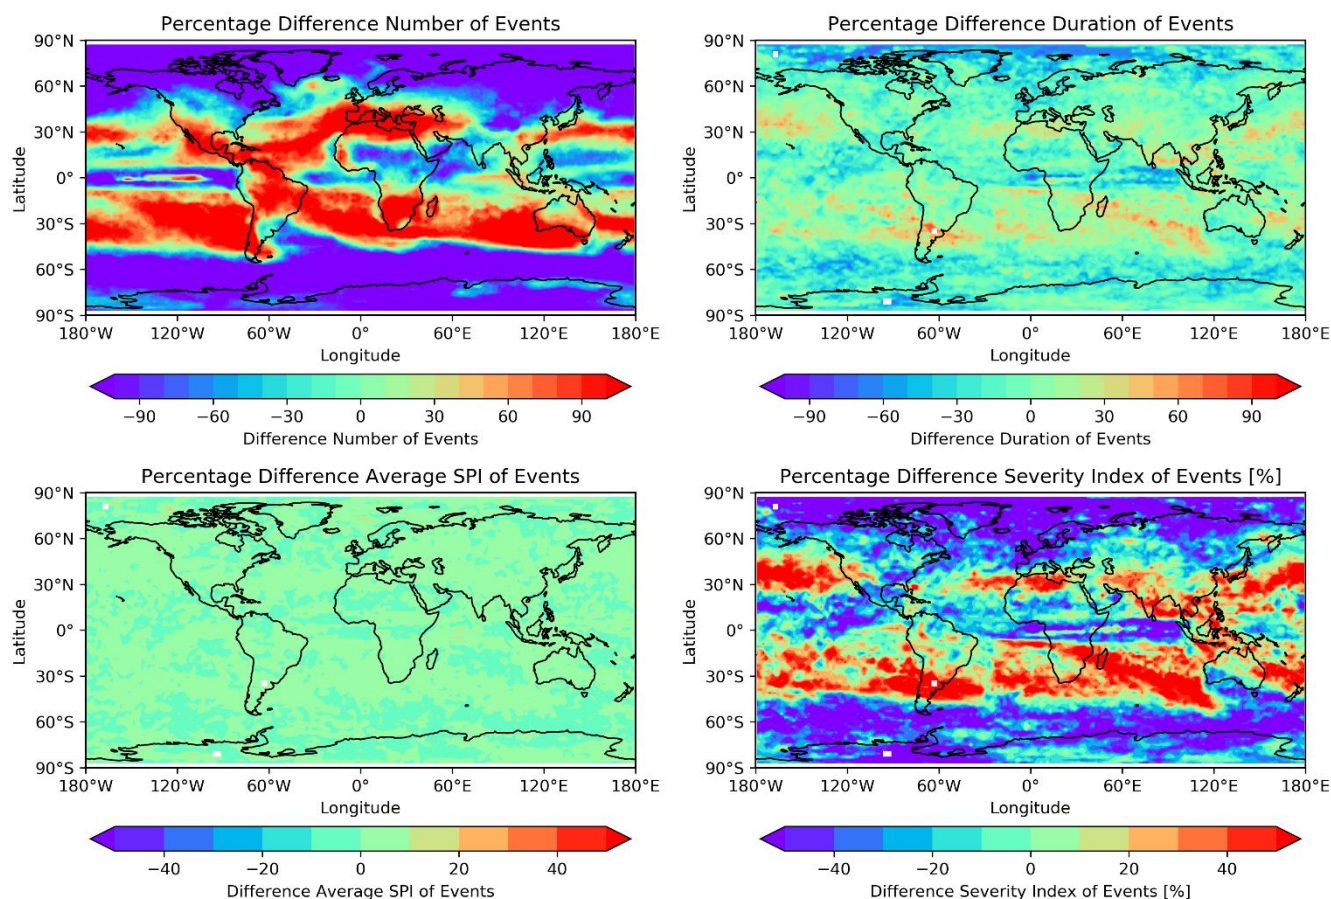 Percentage Difference Number of Events
90°N
60°N
30°N
0°
30°S
60°S
90°S
Latitude
180°W 120°W 60°W 0° 60°E 120°E 180°E
Longitude
−90 −60 −30 0 30 60 90
Difference Number of Events
Percentage Difference Duration of Events
90°N
60°N
30°N
0°
30°S
60°S
90°S
Latitude
180°W 120°W 60°W 0° 60°E 120°E 180°E
Longitude
−90 −60 −30 0 30 60 90
Difference Duration of Events
Percentage Difference Average SPI of Events
90°N
60°N
30°N
0°
30°S
60°S
90°S
Latitude
180°W 120°W 60°W 0° 60°E 120°E 180°E
Longitude
−40 −20 0 20 40
Difference Average SPI of Events
Percentage Difference Severity Index of Events [%]
90°N
60°N
30°N
0°
30°S
60°S
90°S
Latitude
180°W 120°W 60°W 0° 60°E 120°E 180°E
Longitude
−40 −20 0 20 40
Difference Severity Index of Events [%]